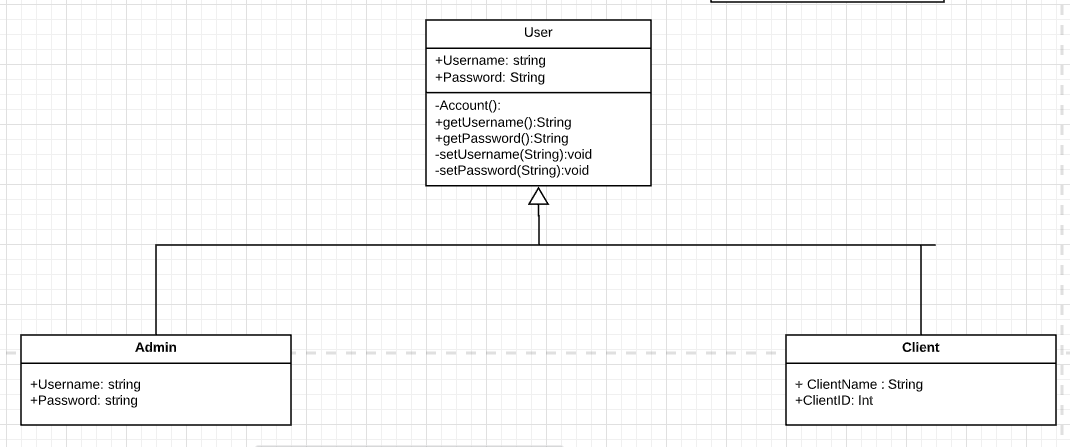 User
+Username: string
+Password: String
-Account():
+getUsername():String
+getPassword():String
-setUsername(String):void
-setPassword(String):void
Admin
+Username: string
+Password: string
Client
+ ClientName : String
+ClientID: Int